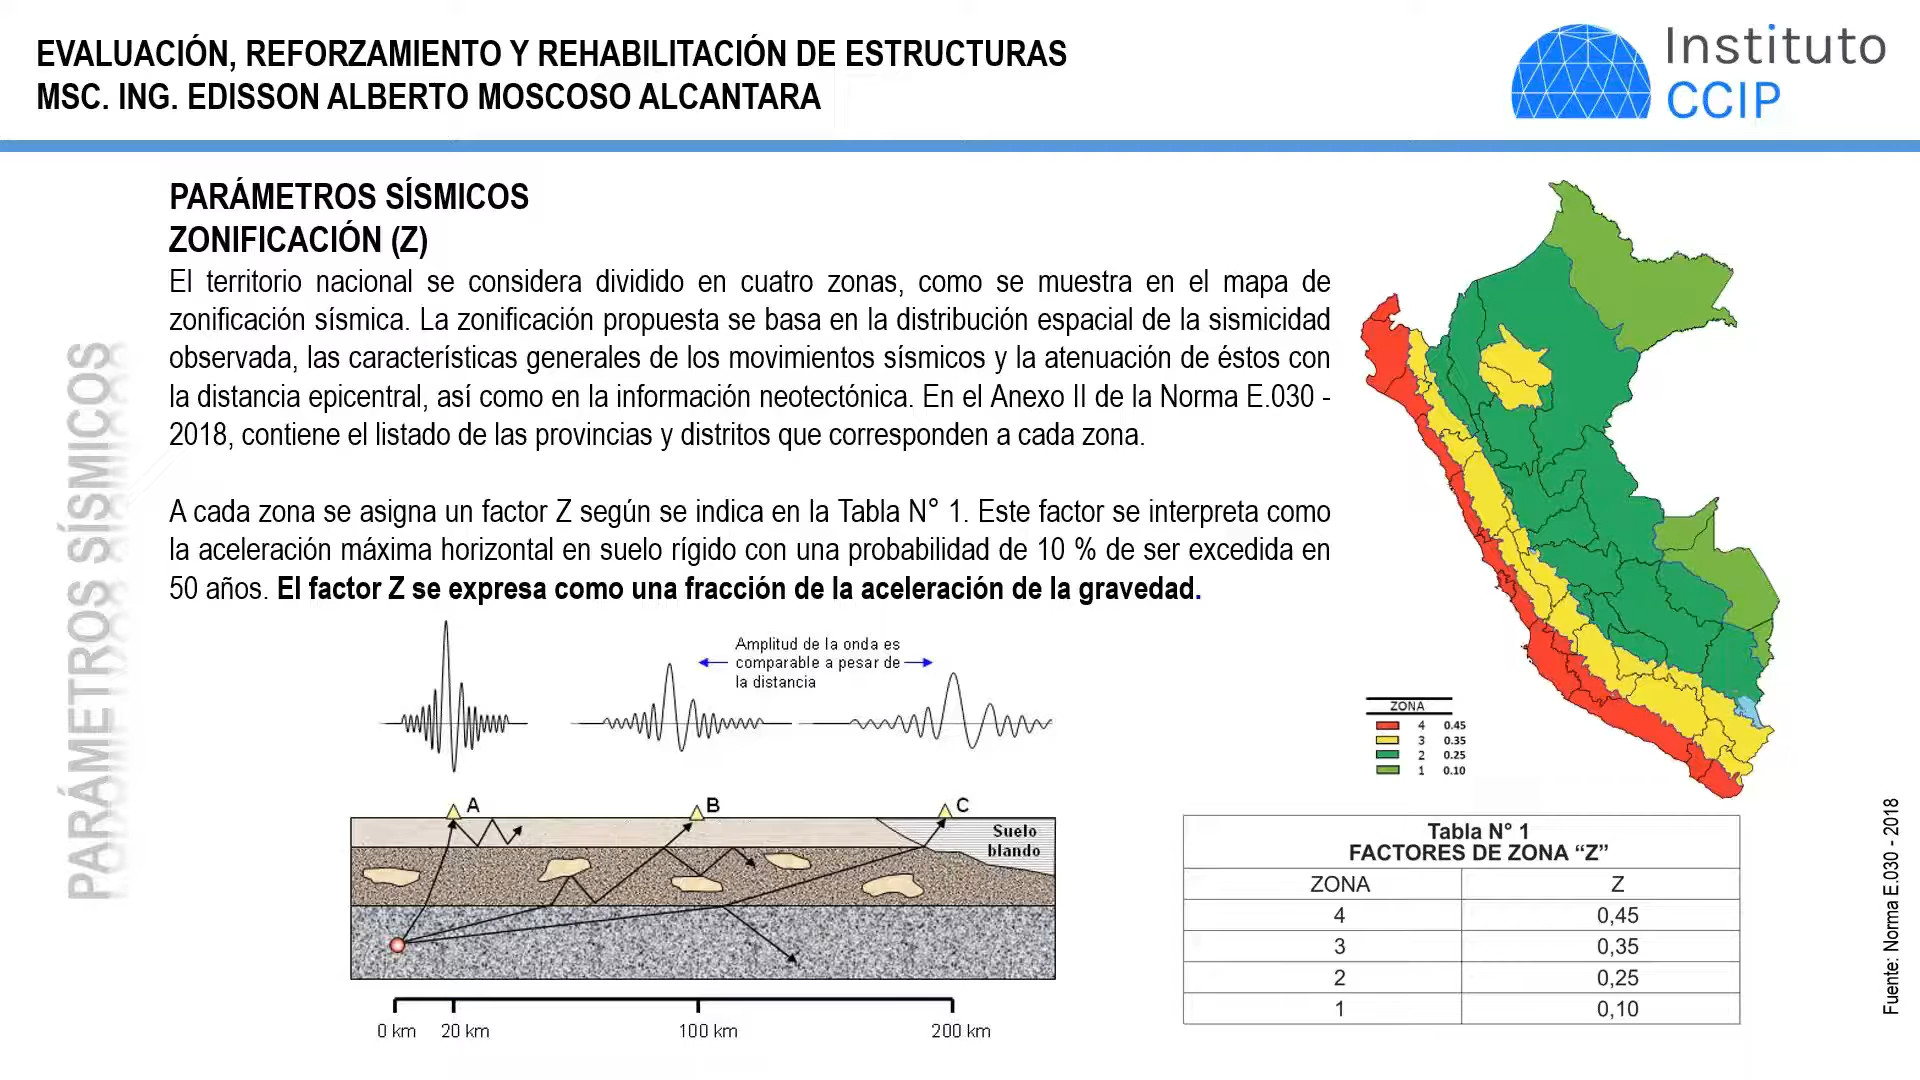 EVALUACIÓN, REFORZAMIENTO Y REHABILITACIÓN DE ESTRUCTURAS
MSC. ING. EDISSON ALBERTO MOSCOSO ALCANTARA
Instituto
CCIP
PARÁMETROS SÍSMICOS
PARÁMETROS SÍSMICOS
ZONIFICACIÓN (Z)
El territorio nacional se considera dividido en cuatro zonas, como se muestra en el mapa de
zonificación sísmica. La zonificación propuesta se basa en la distribución espacial de la sismicidad
observada, las características generales de los movimientos sísmicos y la atenuación de éstos con
la distancia epicentral, así como en la información neotectónica. En el Anexo II de la Norma E.030 -
2018, contiene el listado de las provincias y distritos que corresponden a cada zona.
A cada zona se asigna un factor Z según se indica en la Tabla N° 1. Este factor se interpreta como
la aceleración máxima horizontal en suelo rígido con una probabilidad de 10 % de ser excedida en
50 años. El factor Z se expresa como una fracción de la aceleración de la gravedad.
Amplitud de la onda es
comparable a pesar de
la distancia
A
B
C
Suelo
blando
0 km
20 km
100 km
200 km
ZONA
4 0.45
3 0.35
2 0.25
1 0.10
Tabla N° 1
FACTORES DE ZONA “Z”
ZONA Z
4 0,45
3 0,35
2 0,25
1 0,10
Fuente: Norma E.030 - 2018